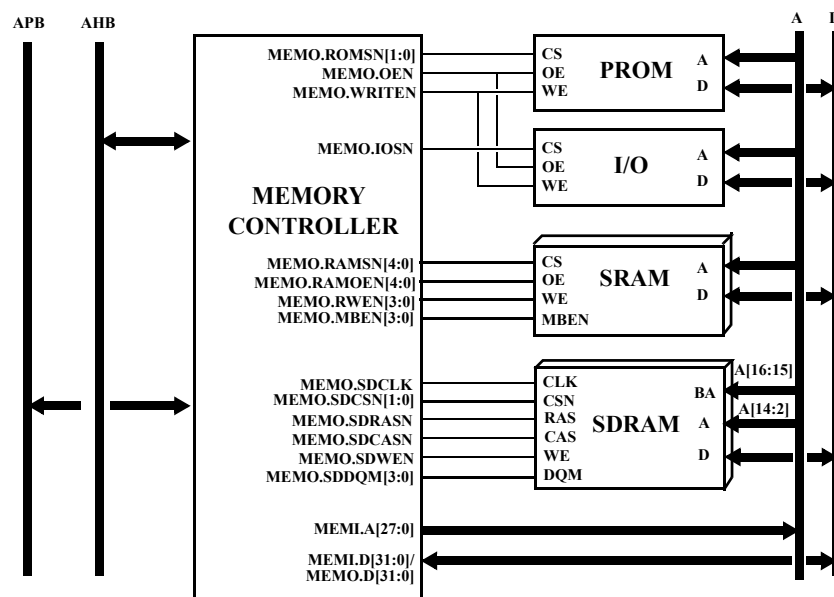 APB AHB A
MEMO.ROMSN[1:0]
MEMO.OEN
MEMO.WRITEN
CS
OE
WE
PROM
A
D
MEMO.IOSN
CS
OE
WE
I/O
A
D
MEMORY
CONTROLLER
MEMO.RAMSN[4:0]
MEMO.RAMOEN[4:0]
MEMO.RWEN[3:0]
MEMO.MBEN[3:0]
CS
OE
WE
MBEN
SRAM
A
D
MEMO.SDCLK
MEMO.SDCSN[1:0]
MEMO.SDRASN
MEMO.SDCASN
MEMO.SDWEN
MEMO.SDDQM[3:0]
CLK
CSN
RAS
CAS
WE
DQM
SDRAM
BA
A
D
A[16:15]
A[14:2]
MEMI.A[27:0]
MEMI.D[31:0]/
MEMO.D[31:0]